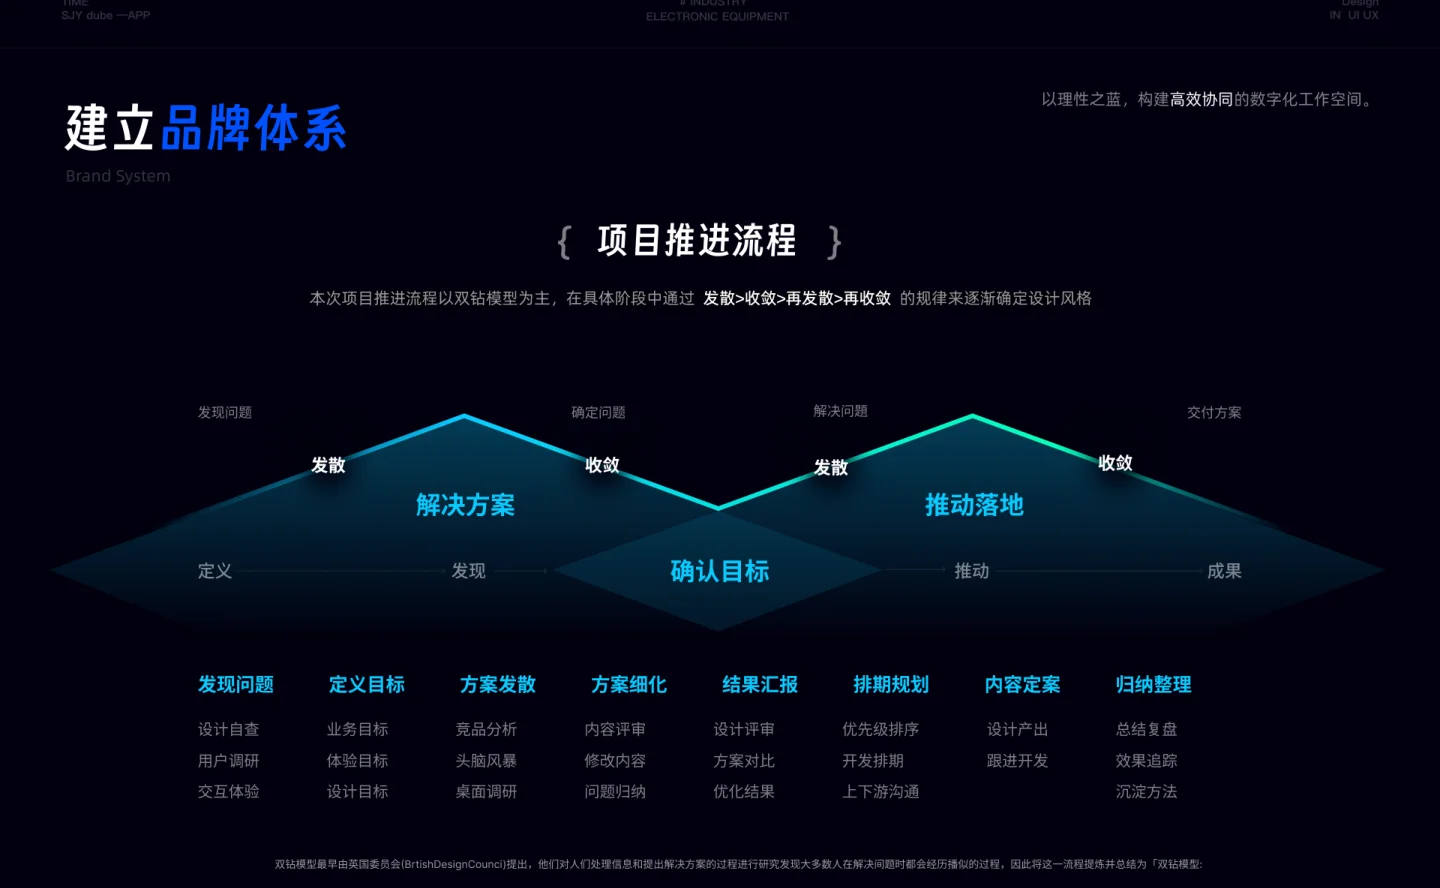 TIME
SJY dube —APP
# INDUSTRY
ELECTRONIC EQUIPMENT
Design
IN UI UX
建立品牌体系
Brand System
以理性之蓝，构建高效协同的数字化工作空间。
{ 项目推进流程 }
本次项目推进流程以双钻模型为主，在具体阶段中通过 发散>收敛>再发散>再收敛 的规律来逐渐确定设计风格
发现问题
确定问题
解决问题
交付方案
发散
收敛
发散
收敛
解决方案
推动落地
定义
发现
确认目标
推动
成果
发现问题
定义目标
方案发散
方案细化
结果汇报
排期规划
内容定案
归纳整理
设计自查
业务目标
竞品分析
内容评审
设计评审
优先级排序
设计产出
总结复盘
用户调研
体验目标
头脑风暴
修改内容
方案对比
开发排期
跟进开发
效果追踪
交互体验
设计目标
桌面调研
问题归纳
优化结果
上下游沟通
沉淀方法
双钻模型最早由英国委员会(BrtishDesignCounci)提出，他们对人们处理信息和提出解决方案的过程进行研究发现大多数人在解决间题时都会经历播似的过程，因此将这一流程提炼并总结为「双钻模型: